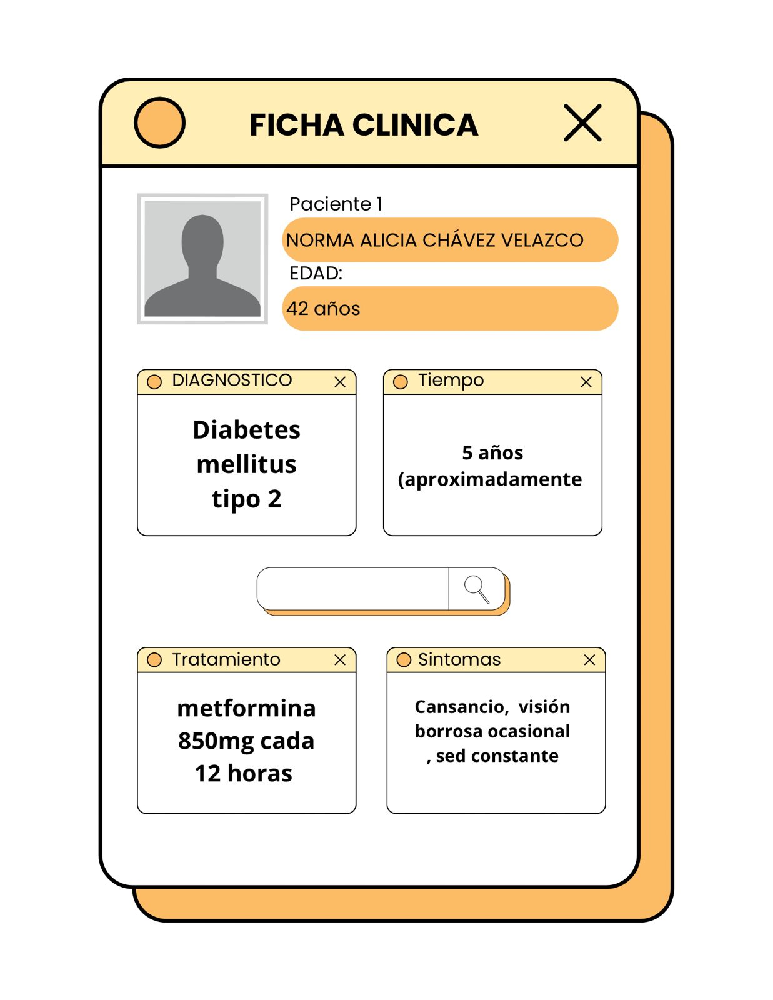 FICHA CLINICA
Paciente 1
NORMA ALICIA CHÁVEZ VELAZCO
EDAD:
42 años
DIAGNOSTICO
Diabetes
mellitus
tipo 2
Tiempo
5 años
(aproximadamente
Tratamiento
metformina
850mg cada
12 horas
Sintomas
Cansancio,  visión
borrosa ocasional
, sed constante